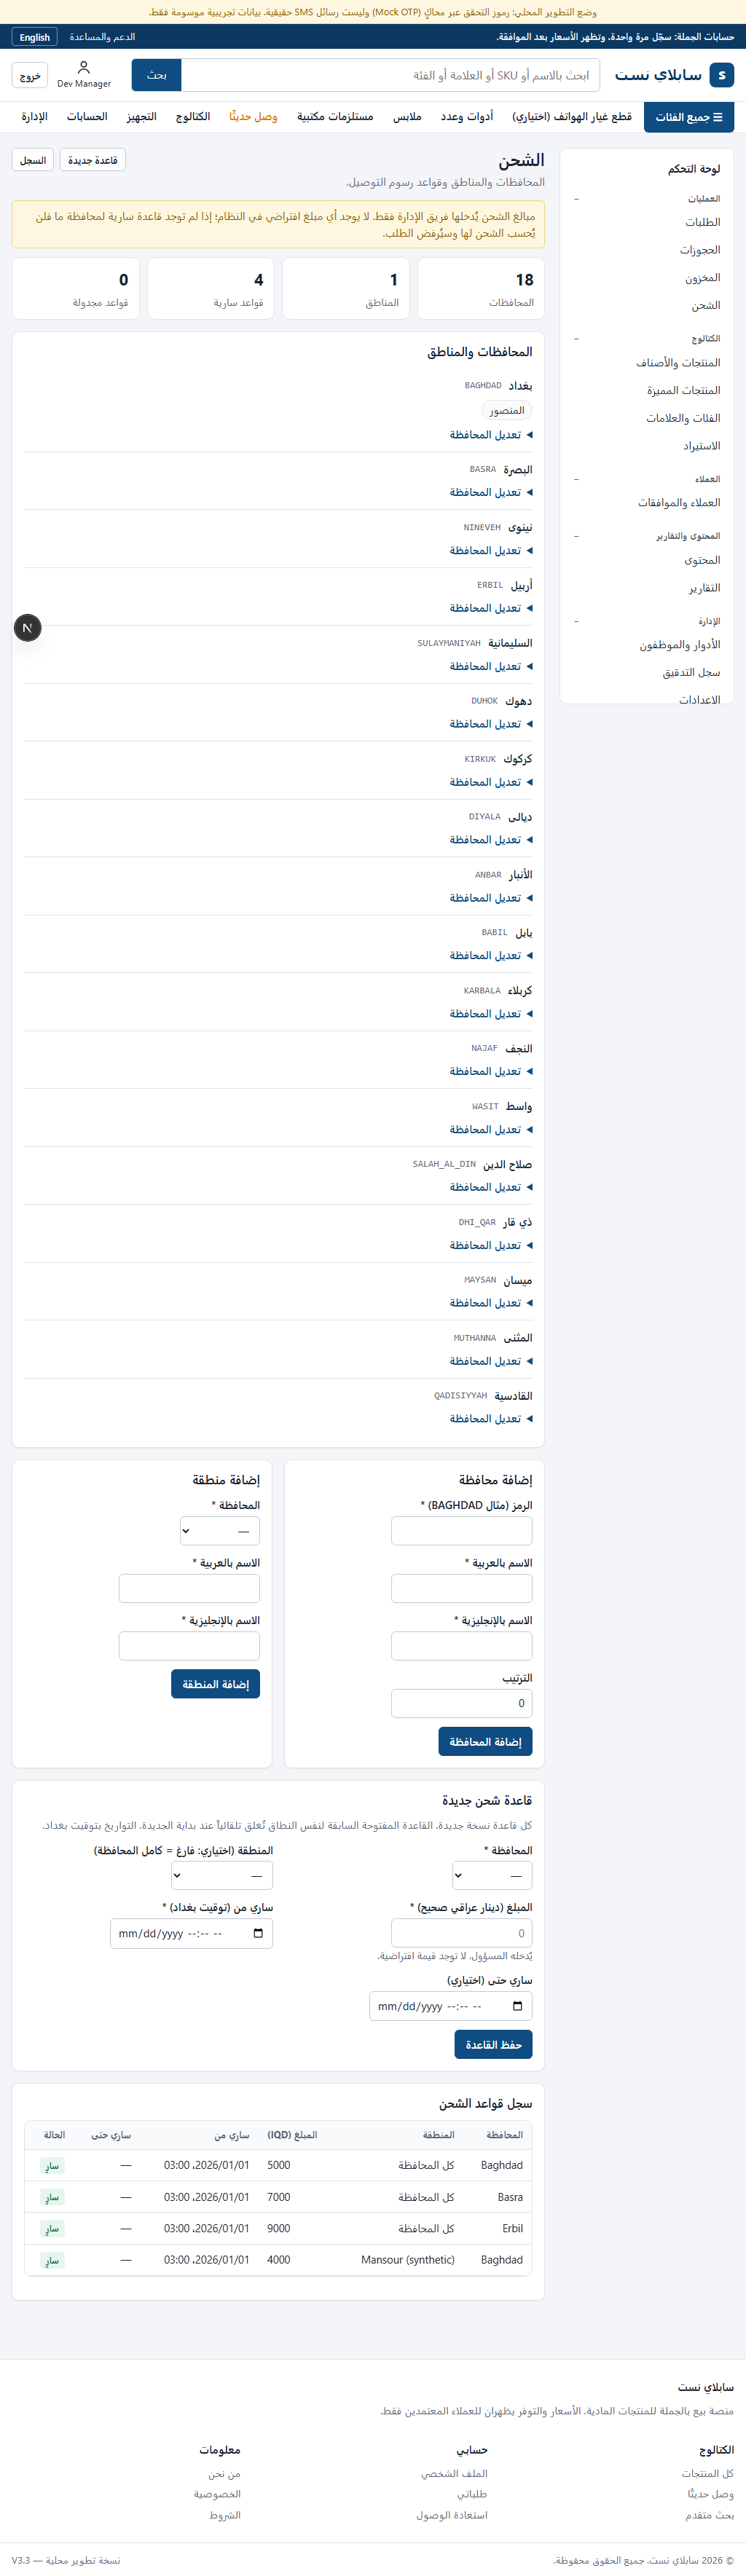 وضع التطوير المحلي: رموز التحقق عبر محاكٍ (Mock OTP) وليست رسائل SMS حقيقية. بيانات تجريبية موسومة فقط.
حسابات الجملة: سجّل مرة واحدة، وتظهر الأسعار بعد الموافقة.
الدعم والمساعدة
English
S
سابلاي نست
ابحث بالاسم أو SKU أو العلامة أو الفئة
بحث
Dev Manager
خروج
☰ جميع الفئات
قطع غيار الهواتف (اختياري)
أدوات وعدد
ملابس
مستلزمات مكتبية
وصل حديثًا
الكتالوج
التجهيز
الحسابات
الإدارة
لوحة التحكم
العمليات –
الطلبات
الحجوزات
المخزون
الشحن
الكتالوج –
المنتجات والأصناف
المنتجات المميزة
الفئات والعلامات
الاستيراد
العملاء –
العملاء والموافقات
المحتوى والتقارير –
المحتوى
التقارير
الإدارة –
الأدوار والموظفون
سجل التدقيق
الإعدادات
الشحن
قاعدة جديدة
السجل
المحافظات والمناطق وقواعد رسوم التوصيل.
مبالغ الشحن يُدخلها فريق الإدارة فقط. لا يوجد أي مبلغ افتراضي في النظام؛ إذا لم توجد قاعدة سارية لمحافظة ما فلن
يُحسب الشحن لها وسيُرفض الطلب.
18
المحافظات
1
المناطق
4
قواعد سارية
0
قواعد مجدولة
المحافظات والمناطق
بغداد BAGHDAD
المنصور
◀ تعديل المحافظة
البصرة BASRA
◀ تعديل المحافظة
نينوى NINEVEH
◀ تعديل المحافظة
أربيل ERBIL
◀ تعديل المحافظة
N
السليمانية SULAYMANIYAH
◀ تعديل المحافظة
دهوك DUHOK
◀ تعديل المحافظة
كركوك KIRKUK
◀ تعديل المحافظة
ديالى DIYALA
◀ تعديل المحافظة
الأنبار ANBAR
◀ تعديل المحافظة
بابل BABIL
◀ تعديل المحافظة
كربلاء KARBALA
◀ تعديل المحافظة
النجف NAJAF
◀ تعديل المحافظة
واسط WASIT
◀ تعديل المحافظة
صلاح الدين SALAH_AL_DIN
◀ تعديل المحافظة
ذي قار DHI_QAR
◀ تعديل المحافظة
ميسان MAYSAN
◀ تعديل المحافظة
المثنى MUTHANNA
◀ تعديل المحافظة
القادسية QADISIYYAH
◀ تعديل المحافظة
إضافة محافظة
الرمز (مثال BAGHDAD) *
الاسم بالعربية *
الاسم بالإنجليزية *
الترتيب
0
إضافة المحافظة
إضافة منطقة
المحافظة *
—
الاسم بالعربية *
الاسم بالإنجليزية *
إضافة المنطقة
قاعدة شحن جديدة
كل قاعدة نسخة جديدة. القاعدة المفتوحة السابقة لنفس النطاق تُغلق تلقائياً عند بداية الجديدة. التواريخ بتوقيت بغداد.
المحافظة *
—
المنطقة (اختياري: فارغ = كامل المحافظة)
—
المبلغ (دينار عراقي صحيح) *
0
يُدخله المسؤول. لا توجد قيمة افتراضية.
ساري من (توقيت بغداد) *
mm/dd/yyyy --:-- --
ساري حتى (اختياري)
mm/dd/yyyy --:-- --
حفظ القاعدة
سجل قواعد الشحن
المحافظة المنطقة المبلغ (IQD) ساري من ساري حتى الحالة
Baghdad كل المحافظة 5000 2026/01/01، 03:00 — سارٍ
Basra كل المحافظة 7000 2026/01/01، 03:00 — سارٍ
Erbil كل المحافظة 9000 2026/01/01، 03:00 — سارٍ
Baghdad Mansour (synthetic) 4000 2026/01/01، 03:00 — سارٍ
سابلاي نست
منصة بيع بالجملة للمنتجات المادية. الأسعار والتوفر يظهران للعملاء المعتمدين فقط.
الكتالوج
كل المنتجات
وصل حديثًا
بحث متقدم
حسابي
الملف الشخصي
طلباتي
استعادة الوصول
معلومات
من نحن
الخصوصية
الشروط
© 2026 سابلاي نست. جميع الحقوق محفوظة.
نسخة تطوير محلية — V3.3